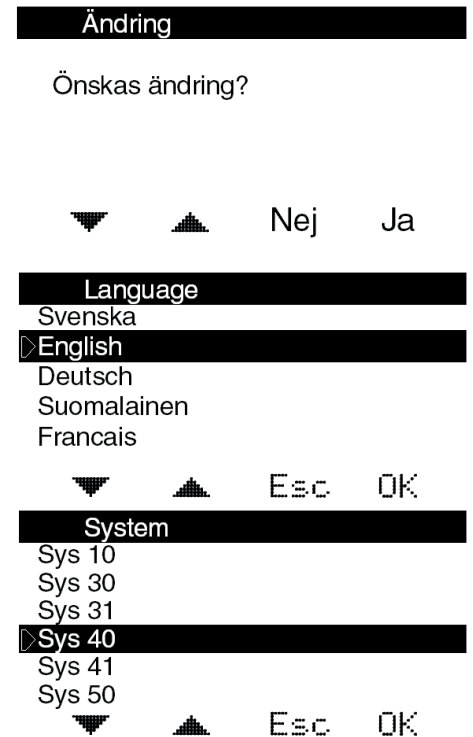 Ändring
Önskas ändring?
Nej Ja
Language
Svenska
English
Deutsch
Suomalainen
Francais
Esc OK
System
Sys 10
Sys 30
Sys 31
Sys 40
Sys 41
Sys 50
Esc OK